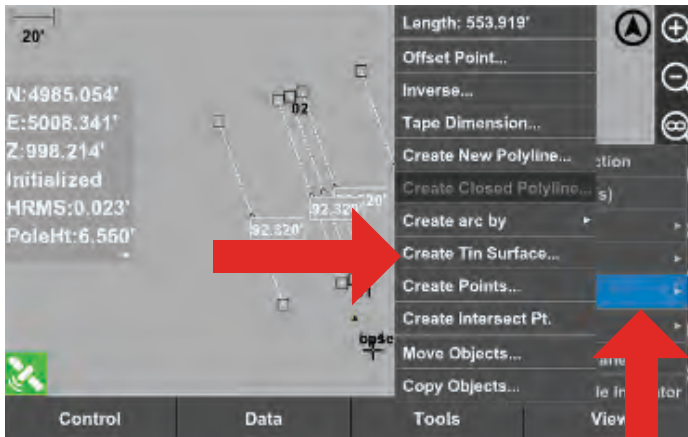 20'
N:4985.054'
E:5008.341'
Z:998.214'
Initialized
HRMS:0.023'
PoleHt:6.560'
02
92.320'
92.320'
20'
Length: 553.919'
Offset Point...
Inverse...
Tape Dimension...
Create New Polyline...
Create Closed Polyline...
Create arc by
Create Tin Surface...
Create Points...
Create Intersect Pt.
Move Objects...
Copy Objects...
Control
Data
Tools
View